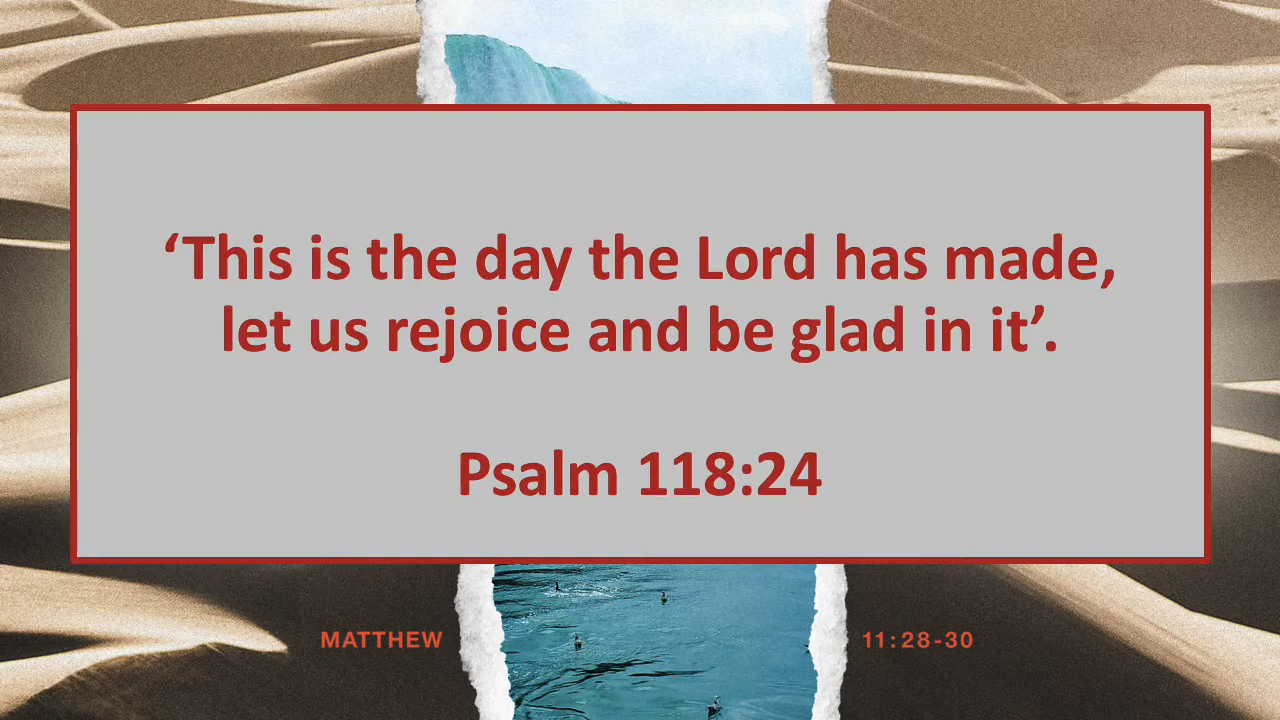 ‘This is the day the Lord has made,
let us rejoice and be glad in it’.
Psalm 118:24
MATTHEW 11:28-30